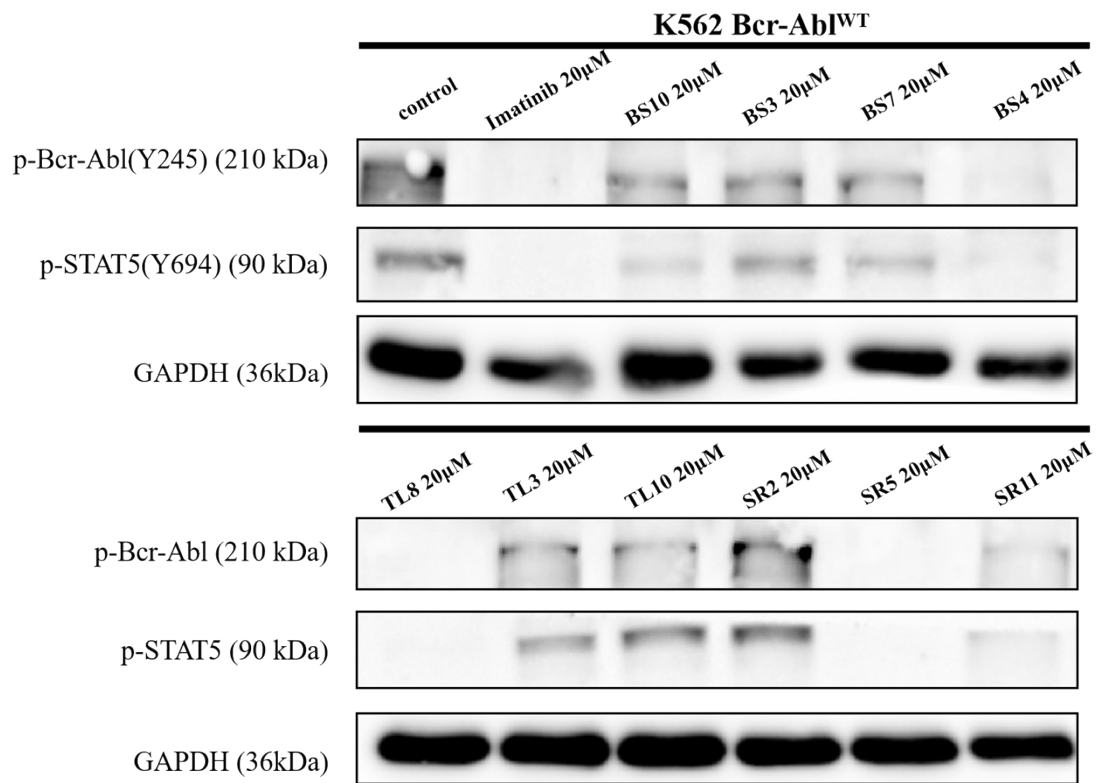 K562 Bcr-Abl^WT
control Imatinib 20μM BS10 20μM BS3 20μM BS7 20μM BS4 20μM
p-Bcr-Abl(Y245) (210 kDa)
p-STAT5(Y694) (90 kDa)
GAPDH (36kDa)
TL8 20μM TL3 20μM TL10 20μM SR2 20μM SR5 20μM SR11 20μM
p-Bcr-Abl (210 kDa)
p-STAT5 (90 kDa)
GAPDH (36kDa)